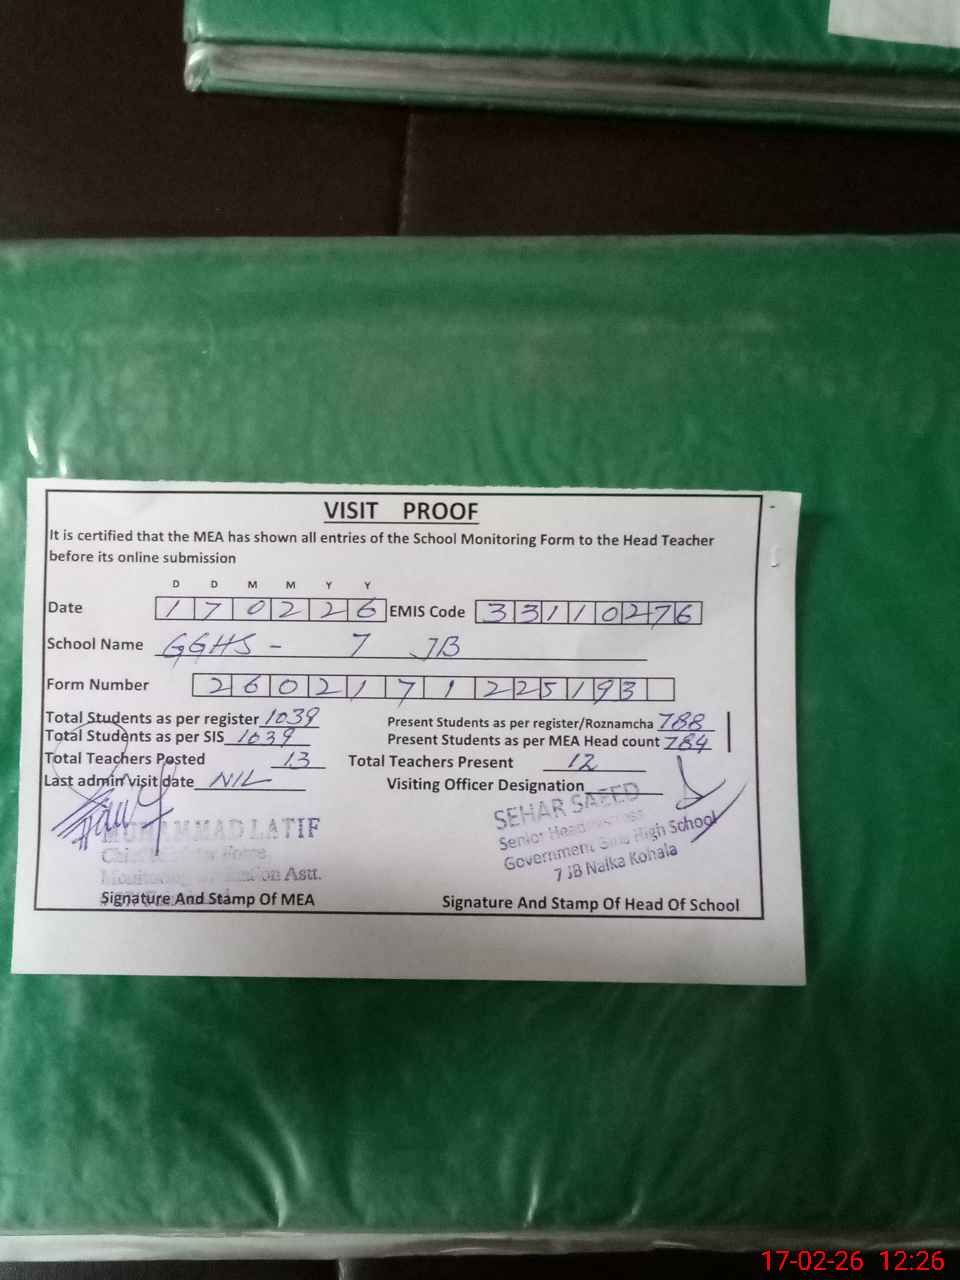 VISIT PROOF
It is certified that the MEA has shown all entries of the School Monitoring Form to the Head Teacher
before its online submission
D D M M Y Y
Date 1 7 0 2 2 6 EMIS Code 3 3 1 1 0 2 7 6
School Name GGHS - 7 JB
Form Number 2 6 0 2 1 7 1 2 2 5 1 9 3
Total Students as per register 1039 Present Students as per register/Roznamcha 788
Total Students as per SIS 1039 Present Students as per MEA Head count 784
Total Teachers Posted 13 Total Teachers Present 12
Last admin visit date NIL Visiting Officer Designation
MUHAMMAD LATIF
Monitoring Astt.
SEHAR SAEED
Senior Headmistress
Government Girls High School
7 JB Nalka Kohala
Signature And Stamp Of MEA Signature And Stamp Of Head Of School
17-02-26 12:26